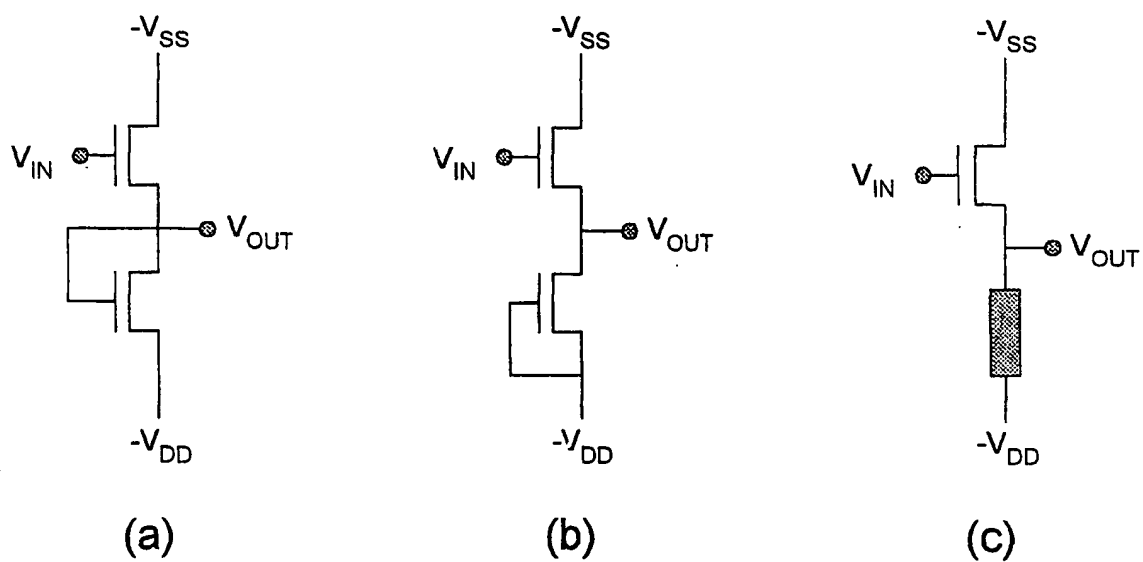 -VSS -VSS -VSS
VIN VIN VIN
VOUT VOUT VOUT
-VDD -VDD -VDD
(a) (b) (c)